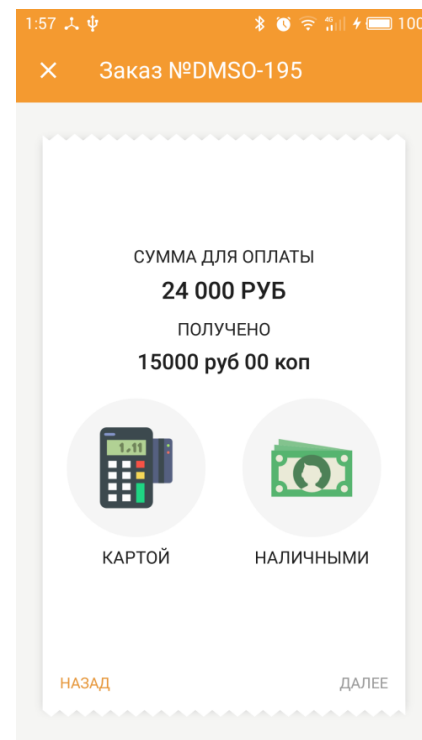 1:57 4G 100
× Заказ №DMSO-195
СУММА ДЛЯ ОПЛАТЫ
24 000 РУБ
ПОЛУЧЕНО
15000 руб 00 коп
1,11
КАРТОЙ НАЛИЧНЫМИ
НАЗАД ДАЛЕЕ